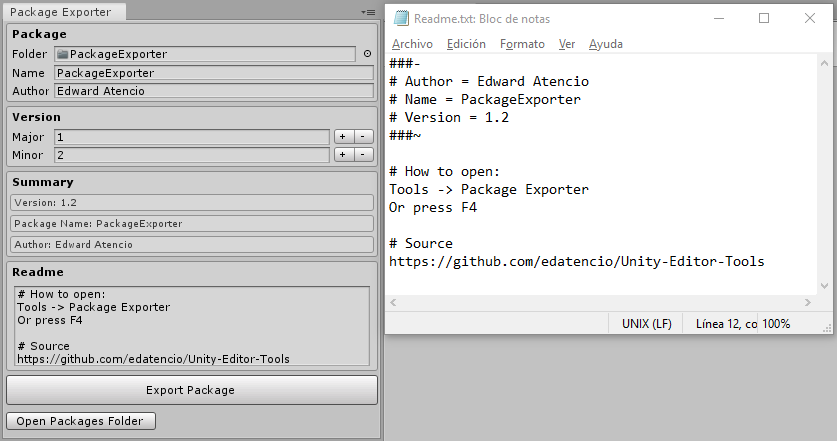 Package Exporter
Package
Folder PackageExporter
Name PackageExporter
Author Edward Atencio
Version
Major 1 + -
Minor 2 + -
Summary
Version: 1.2
Package Name: PackageExporter
Author: Edward Atencio
Readme
# How to open:
Tools -> Package Exporter
Or press F4
# Source
https://github.com/edatencio/Unity-Editor-Tools
Export Package
Open Packages Folder
Readme.txt: Bloc de notas
Archivo Edición Formato Ver Ayuda
###-
# Author = Edward Atencio
# Name = PackageExporter
# Version = 1.2
###~
# How to open:
Tools -> Package Exporter
Or press F4
# Source
https://github.com/edatencio/Unity-Editor-Tools
UNIX (LF) Línea 12, co 100%